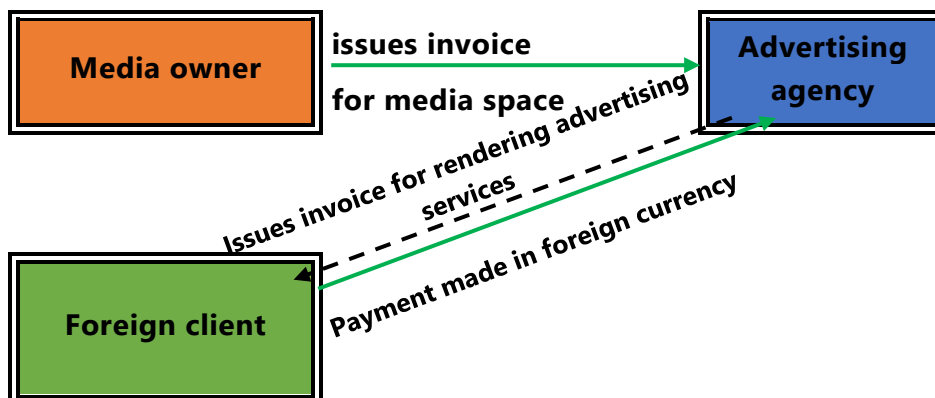 Media owner
issues invoice
for media space
Advertising
agency
Issues invoice for rendering advertising
services
Payment made in foreign currency
Foreign client